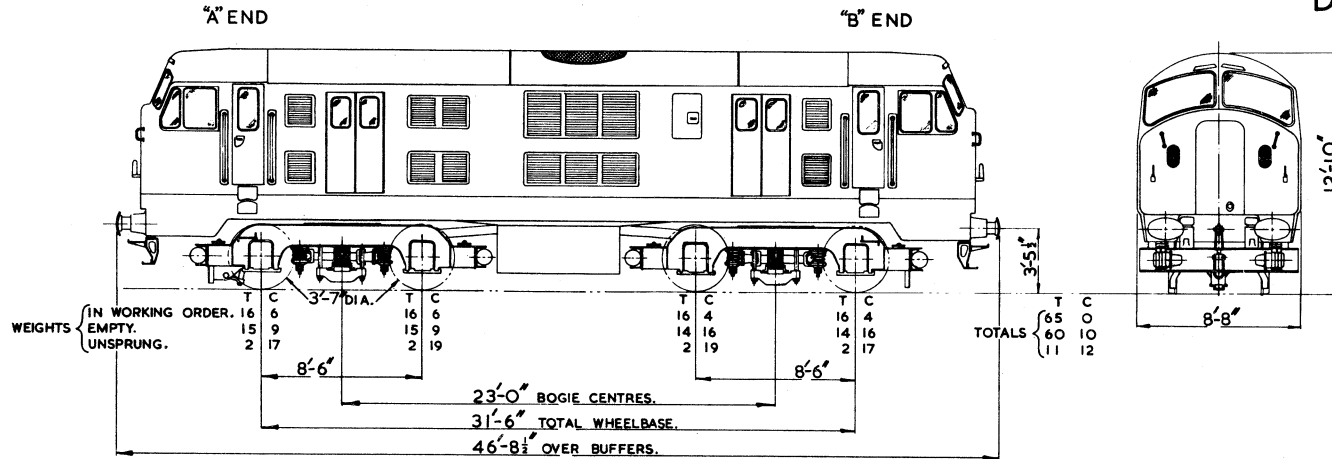 "A" END
"B" END
D
12'-10"
3'-5½"
3'-7" DIA.
T C T C T C T C T C
WEIGHTS { IN WORKING ORDER. 16 6 16 6 16 4 16 4 TOTALS { 65 0
EMPTY. 15 9 15 9 14 16 14 16 60 10
UNSPRUNG. 2 17 2 19 2 19 2 17 11 12
8'-8"
8'-6" 8'-6"
23'-0" BOGIE CENTRES.
31'-6" TOTAL WHEELBASE.
46'-8½" OVER BUFFERS.